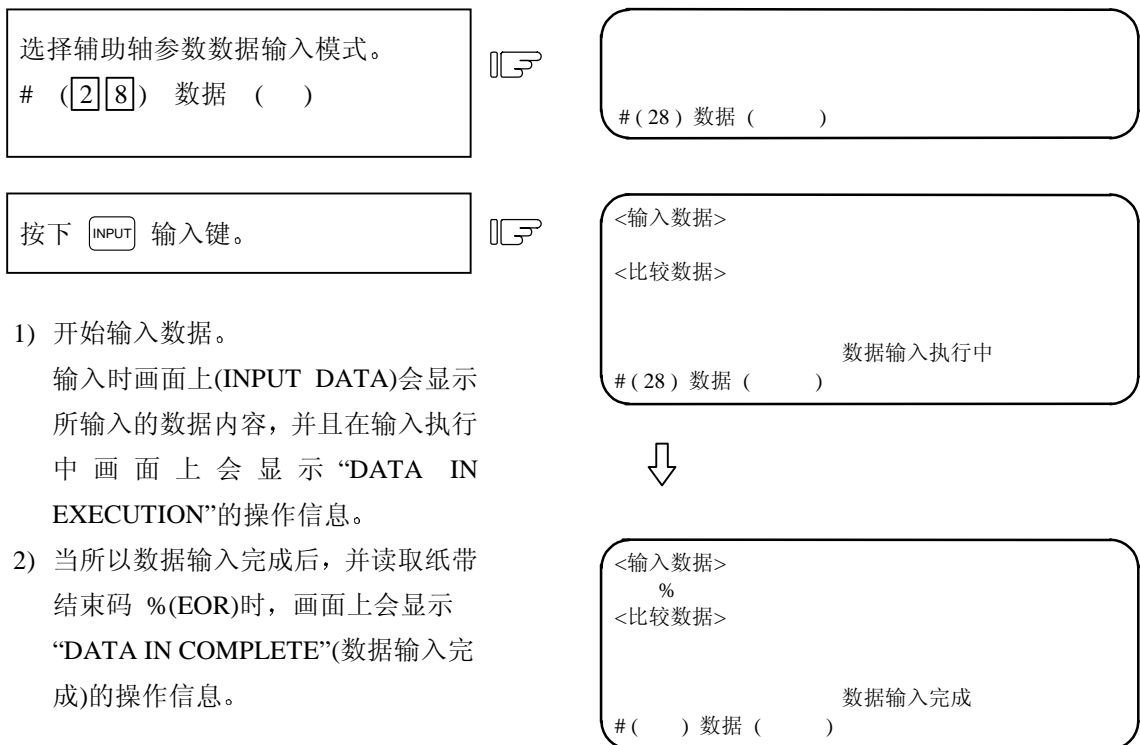 选择辅助轴参数数据输入模式。
# (28) 数据 ( )
#(28) 数据 ( )
按下 INPUT 输入键。
<输入数据>
<比较数据>
数据输入执行中
#(28) 数据 ( )
1) 开始输入数据。
输入时画面上(INPUT DATA)会显示
所输入的数据内容，并且在输入执行
中画面上会显示“DATA IN
EXECUTION”的操作信息。
2) 当所以数据输入完成后，并读取纸带
结束码 %(EOR)时，画面上会显示
“DATA IN COMPLETE”(数据输入完
成)的操作信息。
<输入数据>
%
<比较数据>
数据输入完成
#( ) 数据 ( )